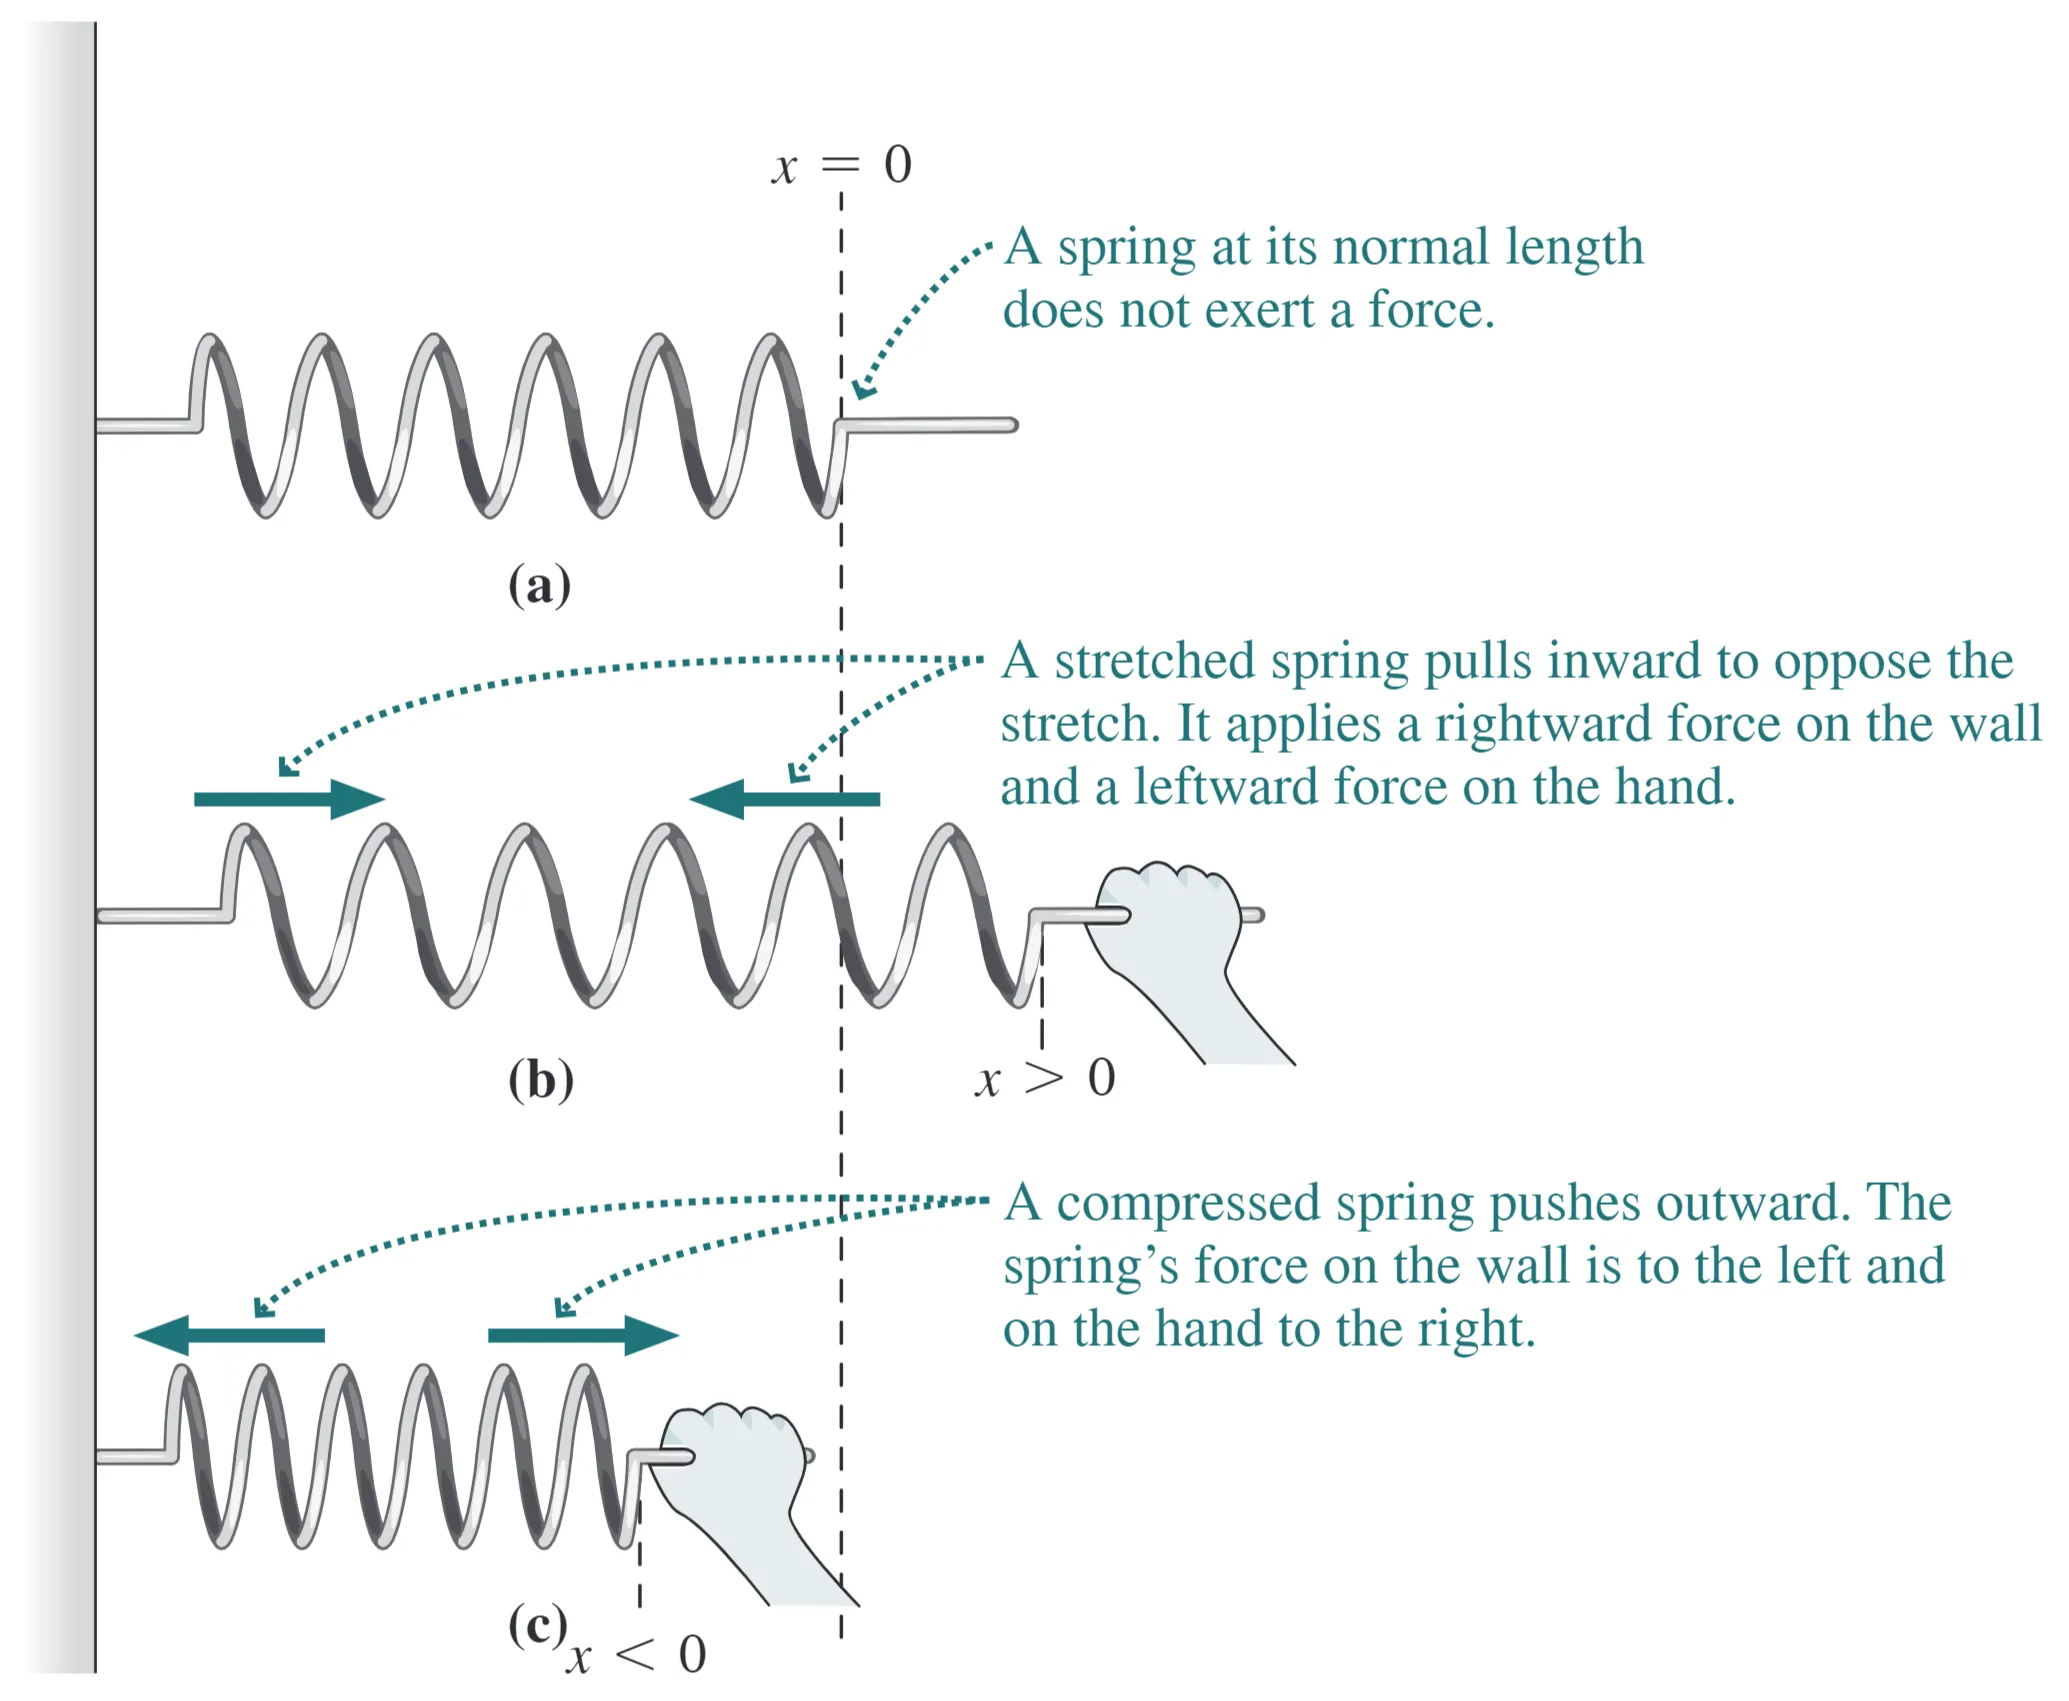 x = 0
A spring at its normal length
does not exert a force.
(a)
A stretched spring pulls inward to oppose the
stretch. It applies a rightward force on the wall
and a leftward force on the hand.
(b)
x > 0
A compressed spring pushes outward. The
spring’s force on the wall is to the left and
on the hand to the right.
(c)
x < 0